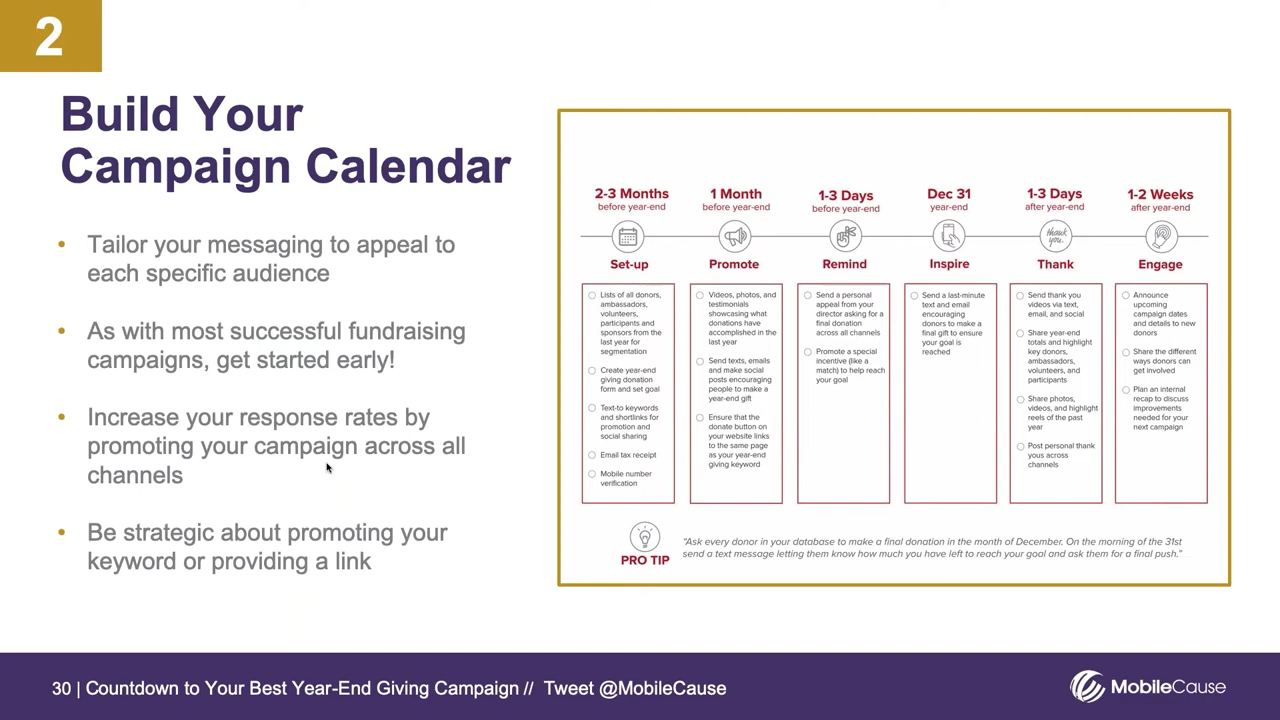 2
Build Your
Campaign Calendar
• Tailor your messaging to appeal to
each specific audience
• As with most successful fundraising
campaigns, get started early!
• Increase your response rates by
promoting your campaign across all
channels
• Be strategic about promoting your
keyword or providing a link
2-3 Months
before year-end
Set-up
Lists of all donors,
ambassadors,
volunteers,
participants and
sponsors from the
last year for
segmentation
Create year-end
giving donation
form and set goal
Text-to keywords
and shortlinks for
promotion and
social sharing
Email tax receipt
Mobile number
verification
1 Month
before year-end
Promote
Videos, photos, and
testimonials
showcasing what
donations have
accomplished in the
last year
Send texts, emails
and make social
posts encouraging
people to make a
year-end gift
Ensure that the
donate button on
your website links
to the same page
as your year-end
giving keyword
1-3 Days
before year-end
Remind
Send a personal
appeal from your
director asking for a
final donation
across all channels
Promote a special
incentive (like a
match) to help reach
your goal
Dec 31
year-end
Inspire
Send a last-minute
text and email
encouraging
donors to make a
final gift to ensure
your goal is
reached
1-3 Days
after year-end
thank
you.
Thank
Send thank you
videos via text,
email, and social
Share year-end
totals and highlight
key donors,
ambassadors,
volunteers, and
participants
Share photos,
videos, and highlight
reels of the past
year
Post personal thank
yous across
channels
1-2 Weeks
after year-end
Engage
Announce
upcoming
campaign dates
and details to new
donors
Share the different
ways donors can
get involved
Plan an internal
recap to discuss
improvements
needed for your
next campaign
PRO TIP
"Ask every donor in your database to make a final donation in the month of December. On the morning of the 31st
send a text message letting them know how much you have left to reach your goal and ask them for a final push."
30 | Countdown to Your Best Year-End Giving Campaign // Tweet @MobileCause
MobileCause